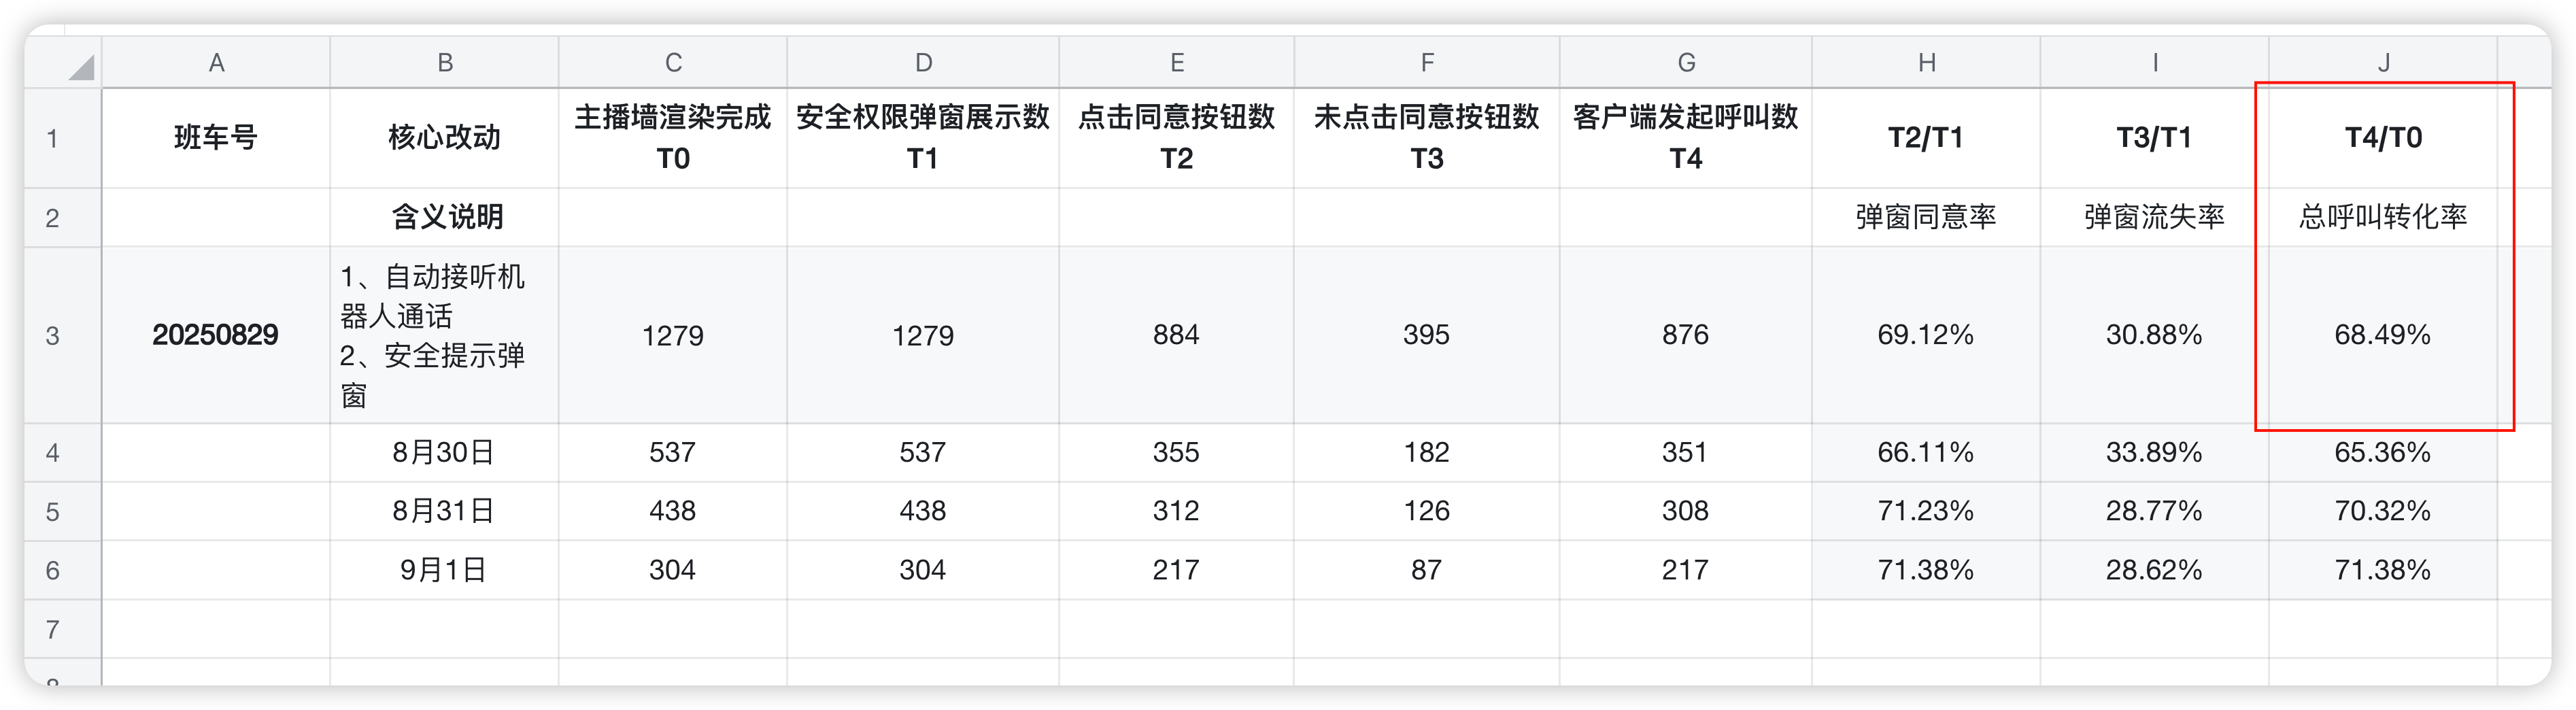 A B C D E F G H I J
1 班车号 核心改动 主播墙渲染完成 T0 安全权限弹窗展示数 T1 点击同意按钮数 T2 未点击同意按钮数 T3 客户端发起呼叫数 T4 T2/T1 T3/T1 T4/T0
2 含义说明 弹窗同意率 弹窗流失率 总呼叫转化率
3 20250829 1、自动接听机器人通话 2、安全提示弹窗 1279 1279 884 395 876 69.12% 30.88% 68.49%
4 8月30日 537 537 355 182 351 66.11% 33.89% 65.36%
5 8月31日 438 438 312 126 308 71.23% 28.77% 70.32%
6 9月1日 304 304 217 87 217 71.38% 28.62% 71.38%
7